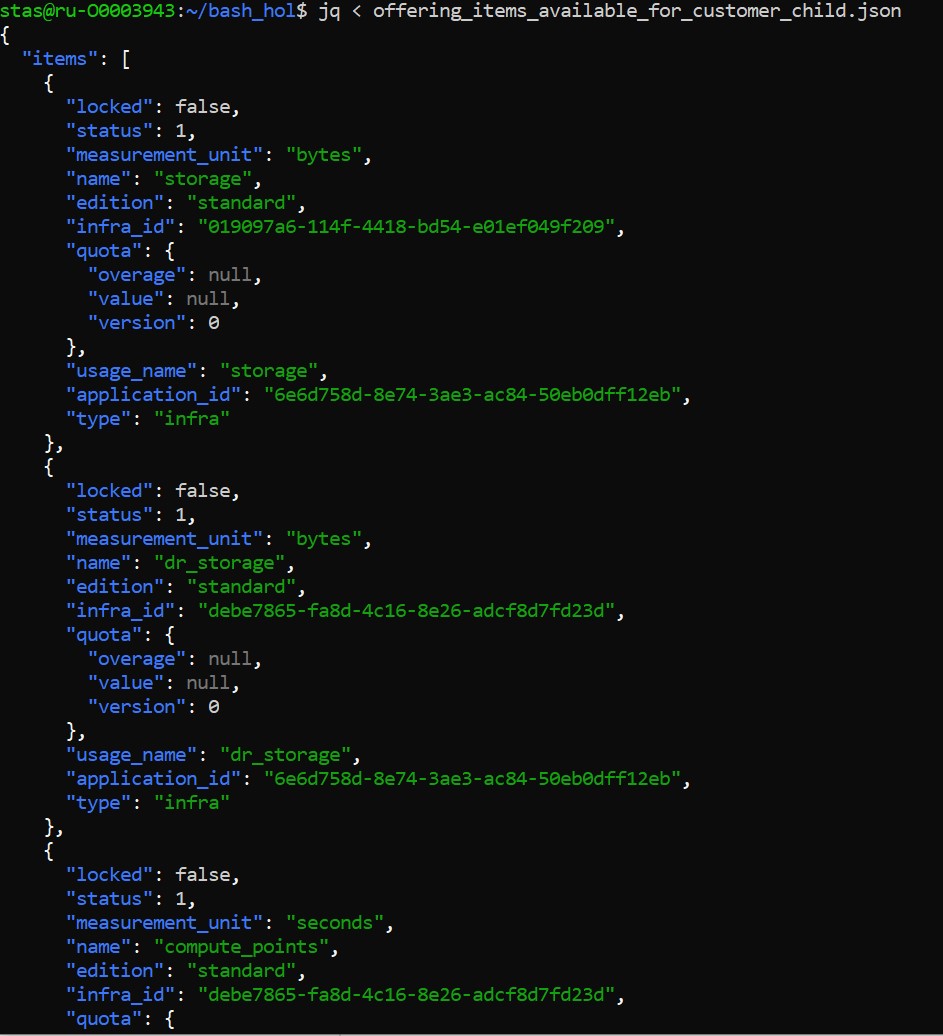 stas@ru-O0003943:~/bash_hol$ jq < offering_items_available_for_customer_child.json
{
  "items": [
    {
      "locked": false,
      "status": 1,
      "measurement_unit": "bytes",
      "name": "storage",
      "edition": "standard",
      "infra_id": "019097a6-114f-4418-bd54-e01ef049f209",
      "quota": {
        "overage": null,
        "value": null,
        "version": 0
      },
      "usage_name": "storage",
      "application_id": "6e6d758d-8e74-3ae3-ac84-50eb0dff12eb",
      "type": "infra"
    },
    {
      "locked": false,
      "status": 1,
      "measurement_unit": "bytes",
      "name": "dr_storage",
      "edition": "standard",
      "infra_id": "debe7865-fa8d-4c16-8e26-adcf8d7fd23d",
      "quota": {
        "overage": null,
        "value": null,
        "version": 0
      },
      "usage_name": "dr_storage",
      "application_id": "6e6d758d-8e74-3ae3-ac84-50eb0dff12eb",
      "type": "infra"
    },
    {
      "locked": false,
      "status": 1,
      "measurement_unit": "seconds",
      "name": "compute_points",
      "edition": "standard",
      "infra_id": "debe7865-fa8d-4c16-8e26-adcf8d7fd23d",
      "quota": {